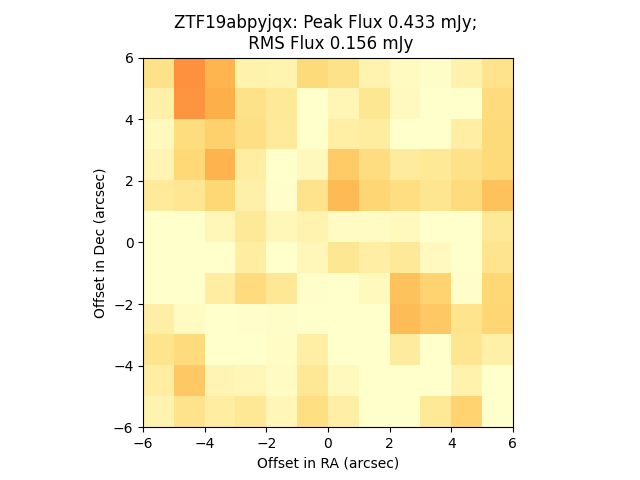 ZTF19abpyjqx: Peak Flux 0.433 mJy;
RMS Flux 0.156 mJy
6
4
2
0
−2
−4
−6
Offset in Dec (arcsec)
−6 −4 −2 0 2 4 6
Offset in RA (arcsec)